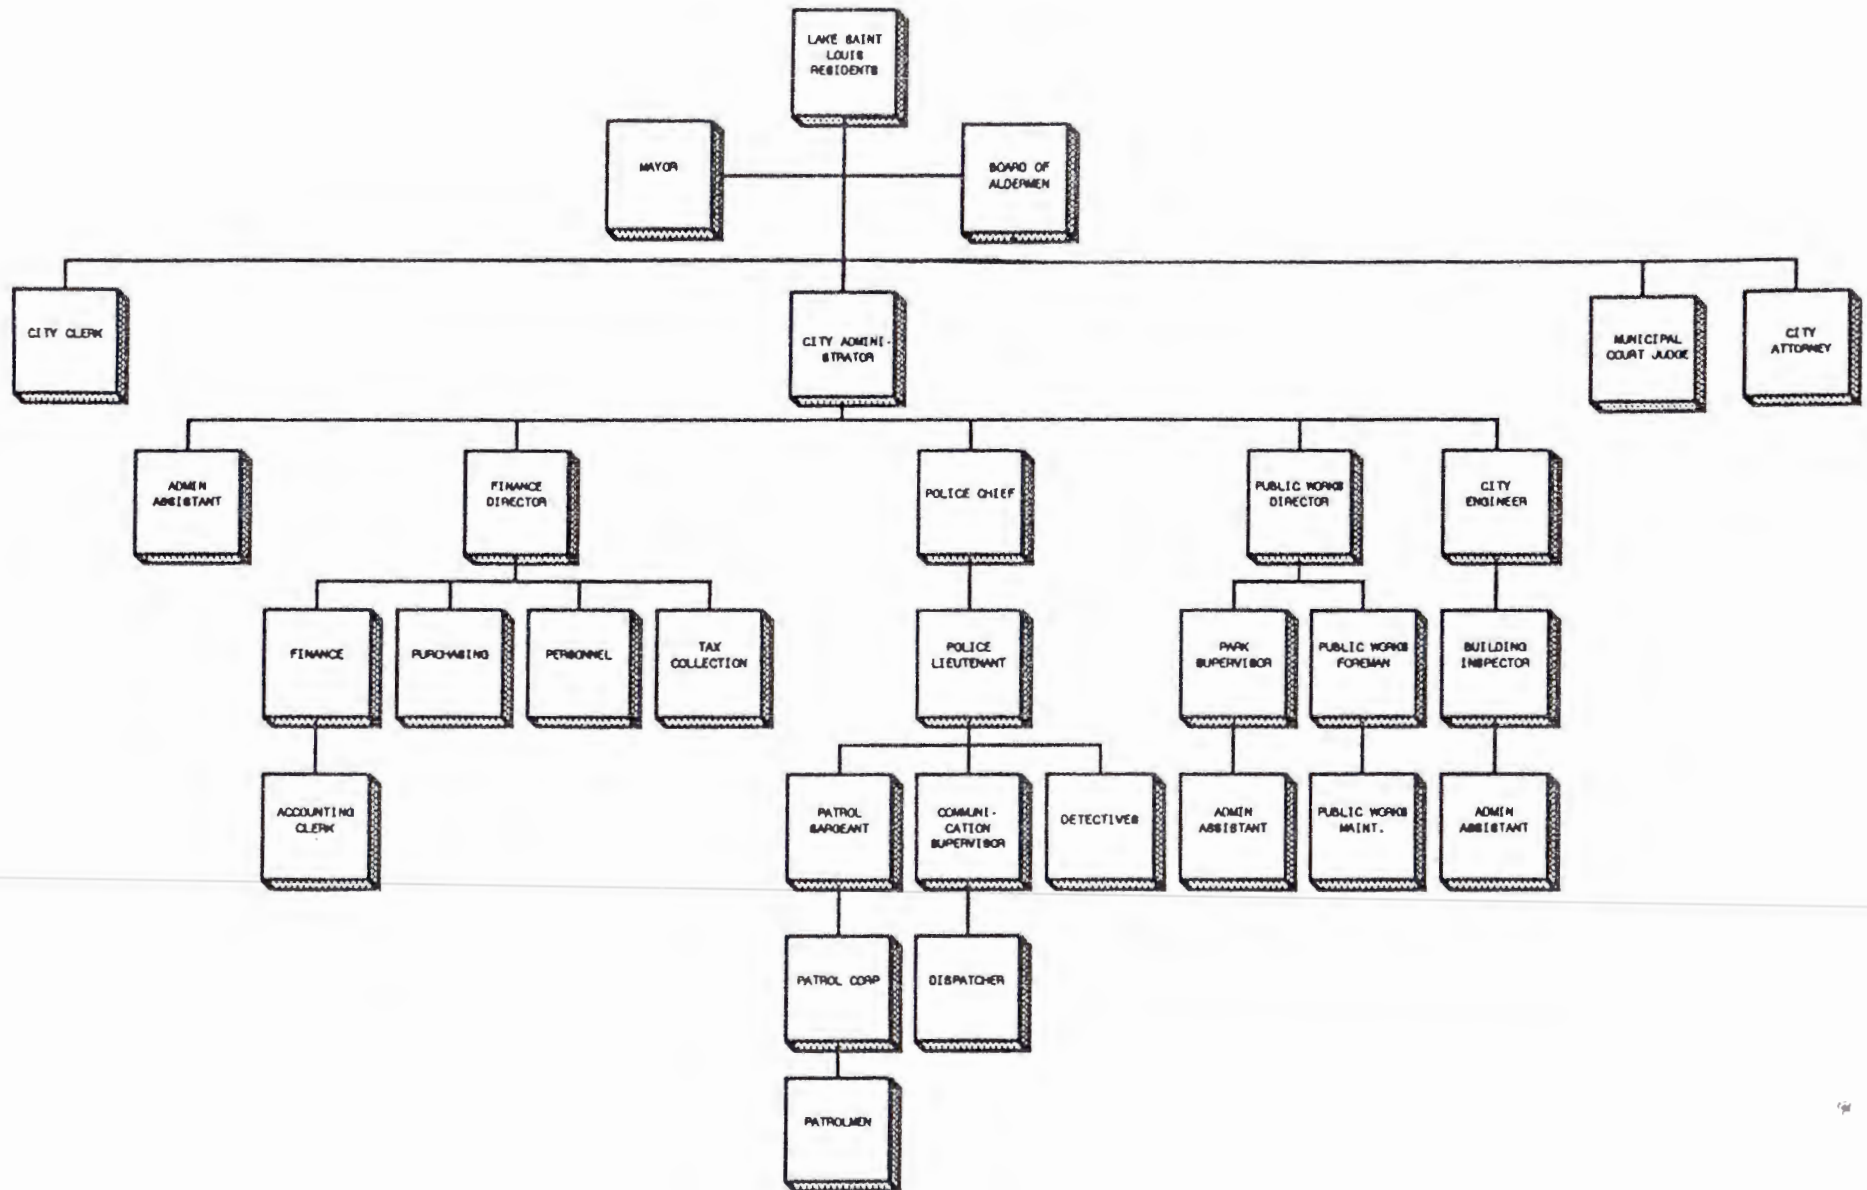 LAKE SAINT
LOUIS
RESIDENTS
MAYOR
BOARD OF
ALDERMEN
CITY CLERK
CITY ADMINI-
STRATOR
MUNICIPAL
COURT JUDGE
CITY
ATTORNEY
ADMIN
ASSISTANT
FINANCE
DIRECTOR
POLICE CHIEF
PUBLIC WORKS
DIRECTOR
CITY
ENGINEER
FINANCE
PURCHASING
PERSONNEL
TAX
COLLECTION
POLICE
LIEUTENANT
PARK
SUPERVISOR
PUBLIC WORKS
FOREMAN
BUILDING
INSPECTOR
ACCOUNTING
CLERK
PATROL
SARGEANT
COMMUNI-
CATION
SUPERVISOR
DETECTIVES
ADMIN
ASSISTANT
PUBLIC WORKS
MAINT.
ADMIN
ASSISTANT
PATROL CORP
DISPATCHER
PATROLMEN